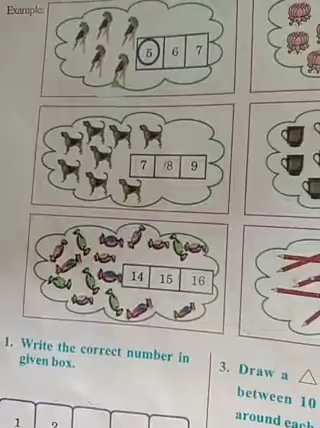 Example:
5 6 7
7 8 9
14 15 16
1. Write the correct number in
given box.
1 2
3. Draw a
between 10
around each